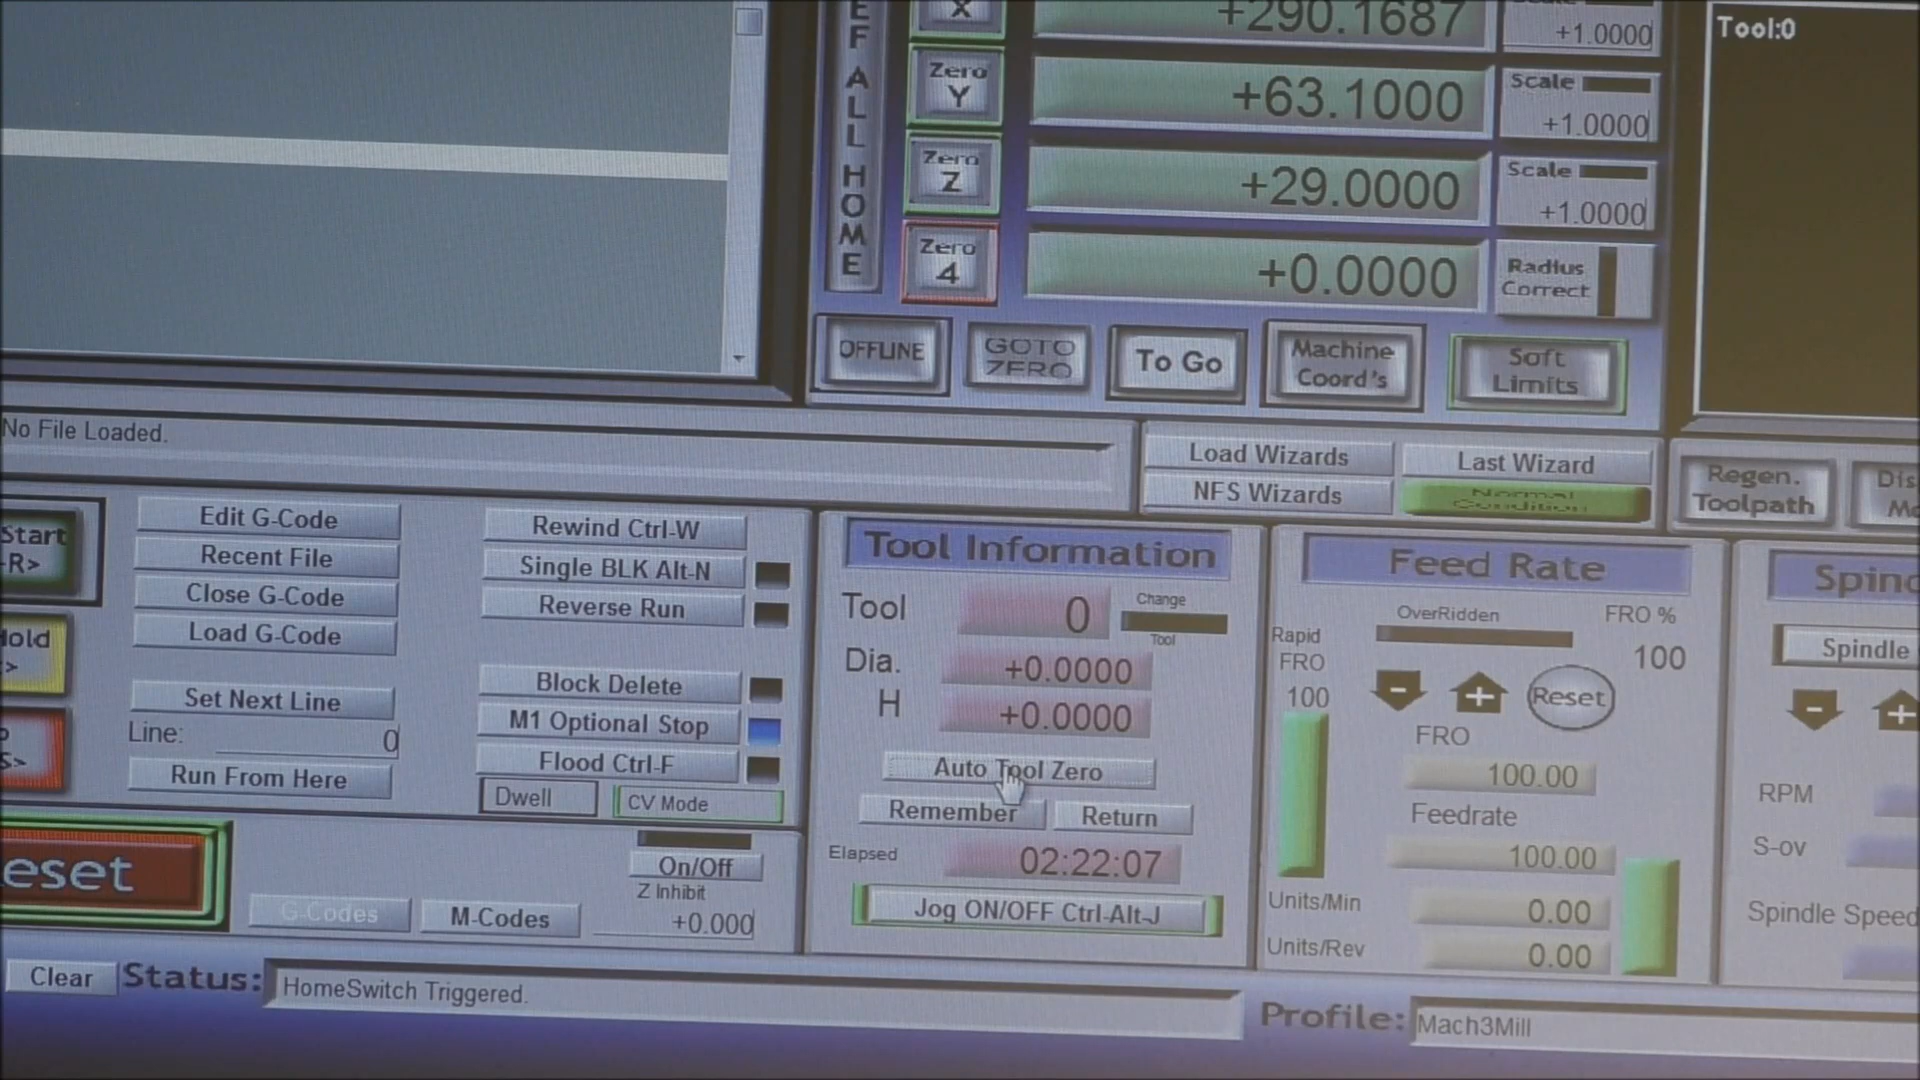 REF ALL HOME
X
+290.1687
+1.0000
Tool:0
Zero
Y
+63.1000
Scale
+1.0000
Zero
Z
+29.0000
Scale
+1.0000
Zero
4
+0.0000
Radius
Correct
OFFLINE
GOTO
ZERO
To Go
Machine
Coord's
Soft
Limits
No File Loaded.
Load Wizards
Last Wizard
NFS Wizards
Normal
Condition
Regen.
Toolpath
Start
R>
Edit G-Code
Recent File
Close G-Code
Load G-Code
Set Next Line
Line: 0
Run From Here
Rewind Ctrl-W
Single BLK Alt-N
Reverse Run
Block Delete
M1 Optional Stop
Flood Ctrl-F
Dwell
CV Mode
On/Off
Z Inhibit
+0.000
eset
G-Codes
M-Codes
Tool Information
Tool 0
Change
Tool
Dia. +0.0000
H +0.0000
Auto Tool Zero
Remember
Return
Elapsed 02:22:07
Jog ON/OFF Ctrl-Alt-J
Feed Rate
OverRidden
FRO %
100
Rapid
FRO
100
- + Reset
FRO
100.00
Feedrate
100.00
Units/Min 0.00
Units/Rev 0.00
Spindle
- +
RPM
S-ov
Spindle Speed
Clear
Status: HomeSwitch Triggered.
Profile: Mach3Mill